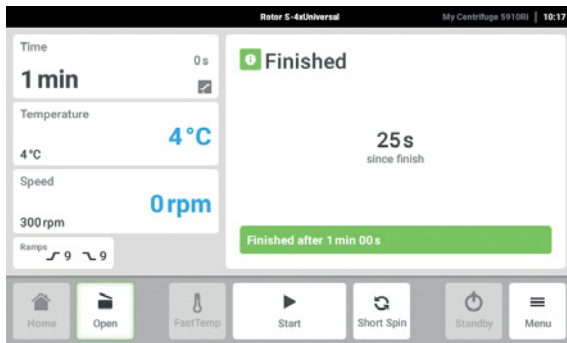 Rotor S-4xUniversal
My Centrifuge 5910Ri | 10:17
Time
0 s
1 min
Temperature
4 °C
4 °C
Speed
0 rpm
300 rpm
Ramps
9 9
Finished
25 s
since finish
Finished after 1 min 00 s
Home
Open
FastTemp
Start
Short Spin
Standby
Menu